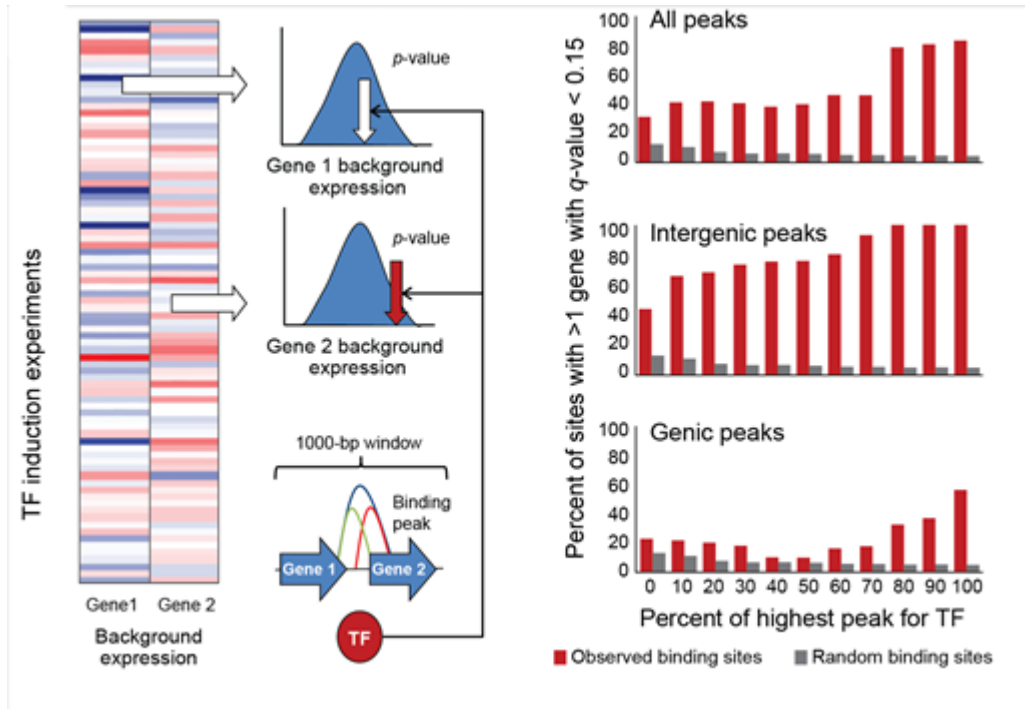 TF induction experiments
Gene1 Gene 2
Background
expression
p-value
Gene 1 background
expression
p-value
Gene 2 background
expression
1000-bp window
Binding
peak
Gene 1
Gene 2
TF
Percent of sites with >1 gene with q-value < 0.15
All peaks
100
80
60
40
20
0
Intergenic peaks
100
80
60
40
20
0
Genic peaks
100
80
60
40
20
0
0 10 20 30 40 50 60 70 80 90 100
Percent of highest peak for TF
Observed binding sites Random binding sites